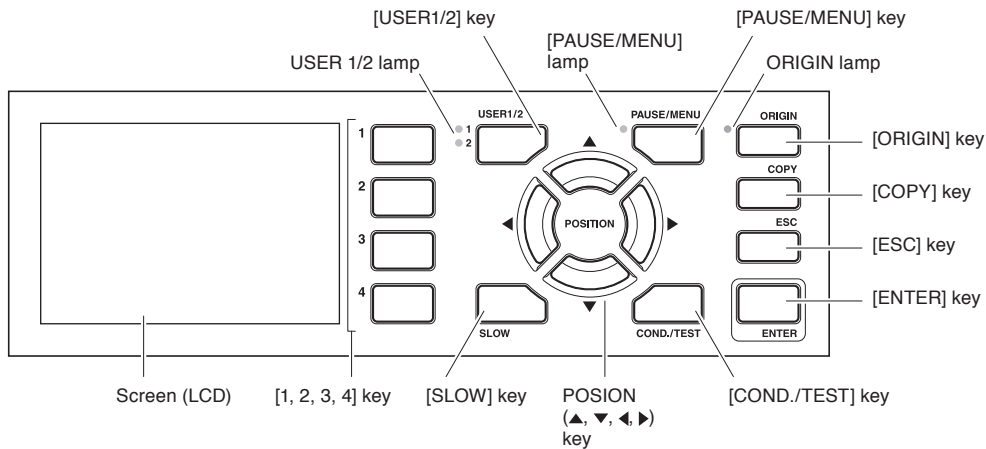 [USER1/2] key
[PAUSE/MENU] key
[PAUSE/MENU]
lamp
USER 1/2 lamp
ORIGIN lamp
USER1/2
PAUSE/MENU
ORIGIN
1
1
2
[ORIGIN] key
COPY
2
[COPY] key
ESC
POSITION
3
[ESC] key
4
[ENTER] key
SLOW
COND./TEST
ENTER
Screen (LCD)
[1, 2, 3, 4] key
[SLOW] key
POSION
(▲, ▼, ◀, ▶)
key
[COND./TEST] key